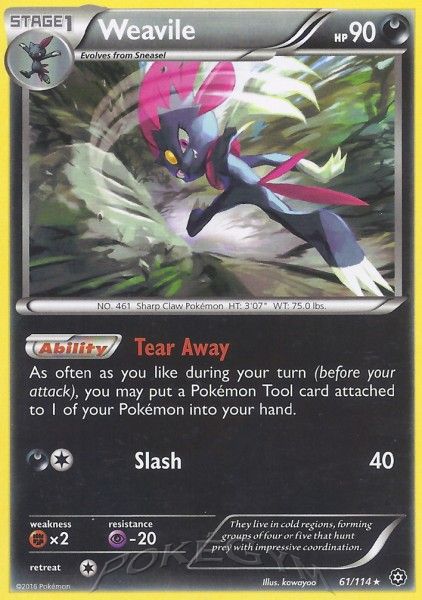 STAGE1
Weavile
HP 90
Evolves from Sneasel
NO. 461 Sharp Claw Pokémon HT: 3'07" WT: 75.0 lbs.
Ability Tear Away
As often as you like during your turn (before your
attack), you may put a Pokémon Tool card attached
to 1 of your Pokémon into your hand.
Slash 40
weakness resistance
×2 -20
They live in cold regions, forming
groups of four or five that hunt
prey with impressive coordination.
retreat
POKÉGYM
©2016 Pokémon
Illus. kawayoo
61/114 ★